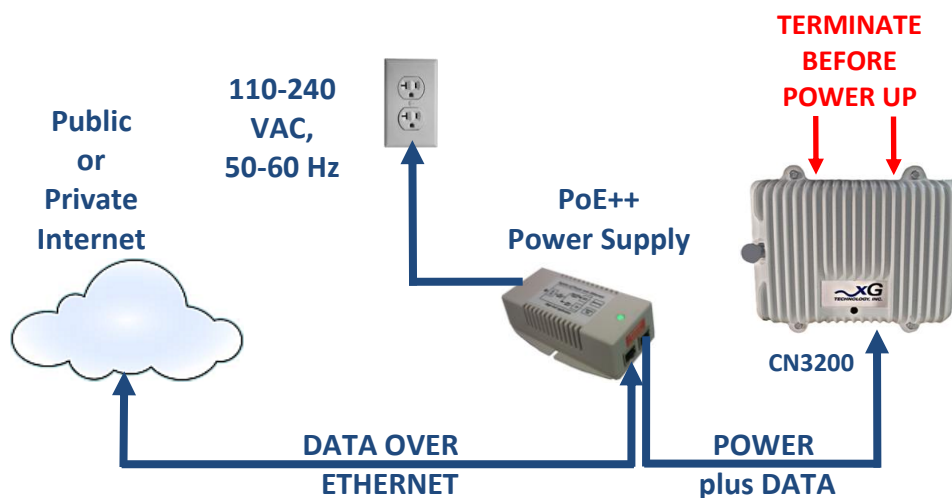 TERMINATE
BEFORE
POWER UP
110-240
VAC,
50-60 Hz
Public
or
Private
Internet
PoE++
Power Supply
xG
TECHNOLOGY, INC.
CN3200
DATA OVER
ETHERNET
POWER
plus DATA